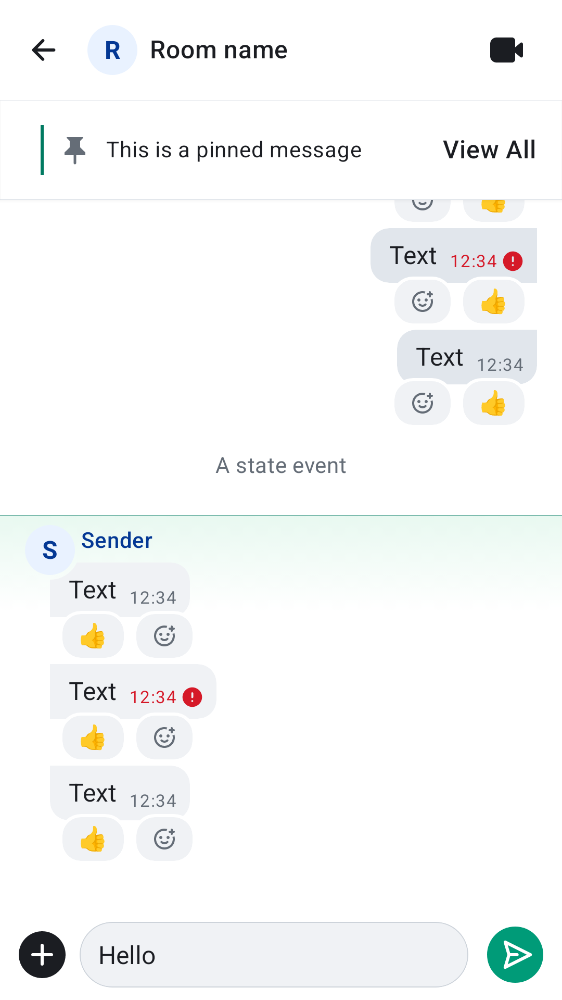 R Room name
This is a pinned message View All
Text 12:34
Text 12:34
A state event
S Sender
Text 12:34
Text 12:34
Text 12:34
Hello